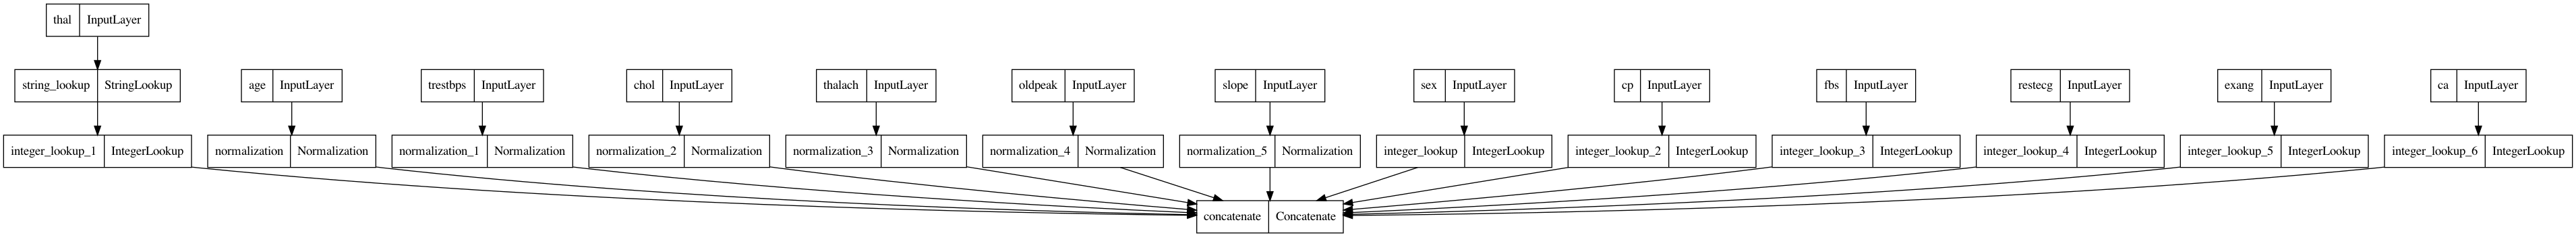 thal InputLayer
string_lookup StringLookup
age InputLayer
trestbps InputLayer
chol InputLayer
thalach InputLayer
oldpeak InputLayer
slope InputLayer
sex InputLayer
cp InputLayer
fbs InputLayer
restecg InputLayer
exang InputLayer
ca InputLayer
integer_lookup_1 IntegerLookup
normalization Normalization
normalization_1 Normalization
normalization_2 Normalization
normalization_3 Normalization
normalization_4 Normalization
normalization_5 Normalization
integer_lookup IntegerLookup
integer_lookup_2 IntegerLookup
integer_lookup_3 IntegerLookup
integer_lookup_4 IntegerLookup
integer_lookup_5 IntegerLookup
integer_lookup_6 IntegerLookup
concatenate Concatenate